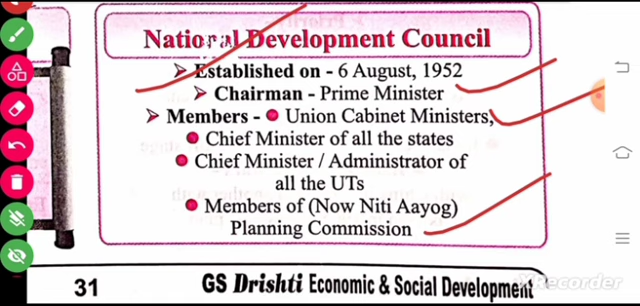 National Development Council
➤ Established on - 6 August, 1952
➤ Chairman - Prime Minister
➤ Members - ● Union Cabinet Ministers,
● Chief Minister of all the states
● Chief Minister / Administrator of
all the UTs
● Members of (Now Niti Aayog)
Planning Commission
31 GS Drishti Economic & Social Development
XRecorder